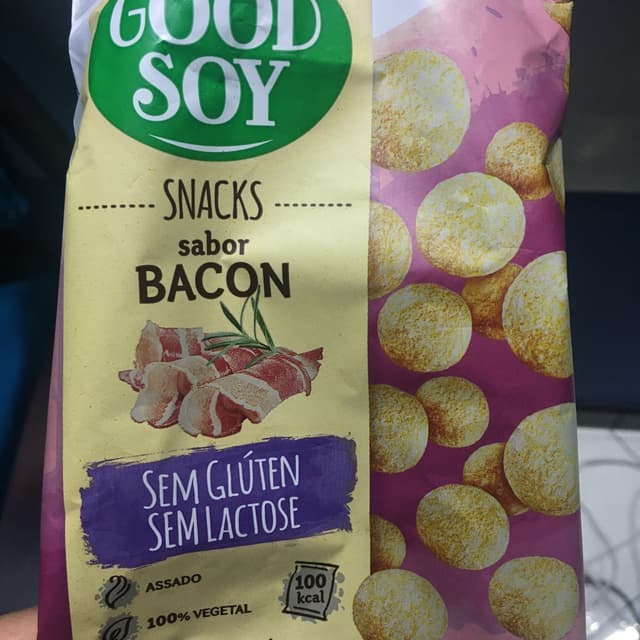 GOOD
SOY
SNACKS
sabor
BACON
SEM GLÚTEN
SEM LACTOSE
ASSADO
100% VEGETAL
100
kcal